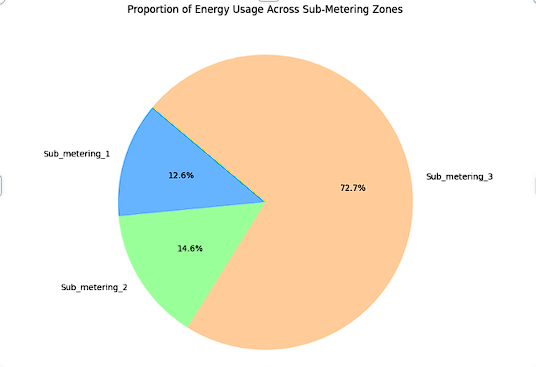 Proportion of Energy Usage Across Sub-Metering Zones
Sub_metering_1
12.6%
72.7%
Sub_metering_3
14.6%
Sub_metering_2